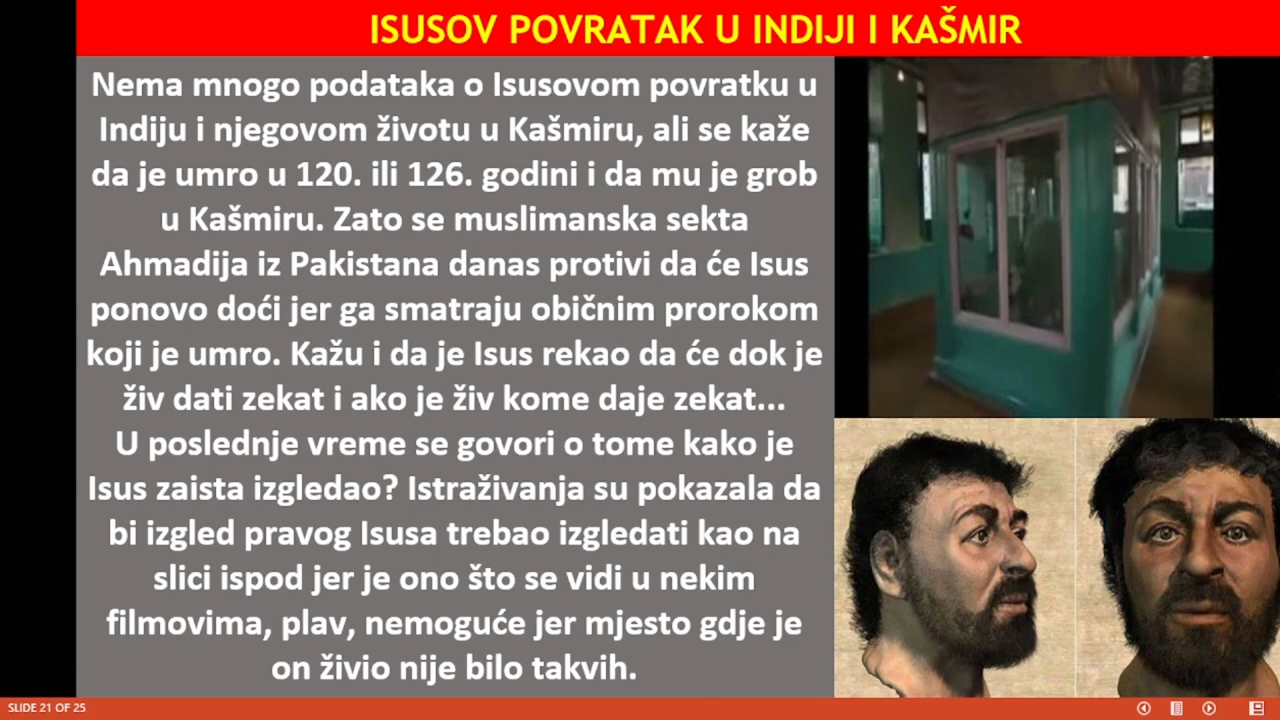 ISUSOV POVRATAK U INDIJI I KAŠMIR
Nema mnogo podataka o Isusovom povratku u
Indiju i njegovom životu u Kašmiru, ali se kaže
da je umro u 120. ili 126. godini i da mu je grob
u Kašmiru. Zato se muslimanska sekta
Ahmadija iz Pakistana danas protivi da će Isus
ponovo doći jer ga smatraju običnim prorokom
koji je umro. Kažu i da je Isus rekao da će dok je
živ dati zekat i ako je živ kome daje zekat...
U poslednje vreme se govori o tome kako je
Isus zaista izgledao? Istraživanja su pokazala da
bi izgled pravog Isusa trebao izgledati kao na
slici ispod jer je ono što se vidi u nekim
filmovima, plav, nemoguće jer mjesto gdje je
on živio nije bilo takvih.
SLIDE 21 OF 25